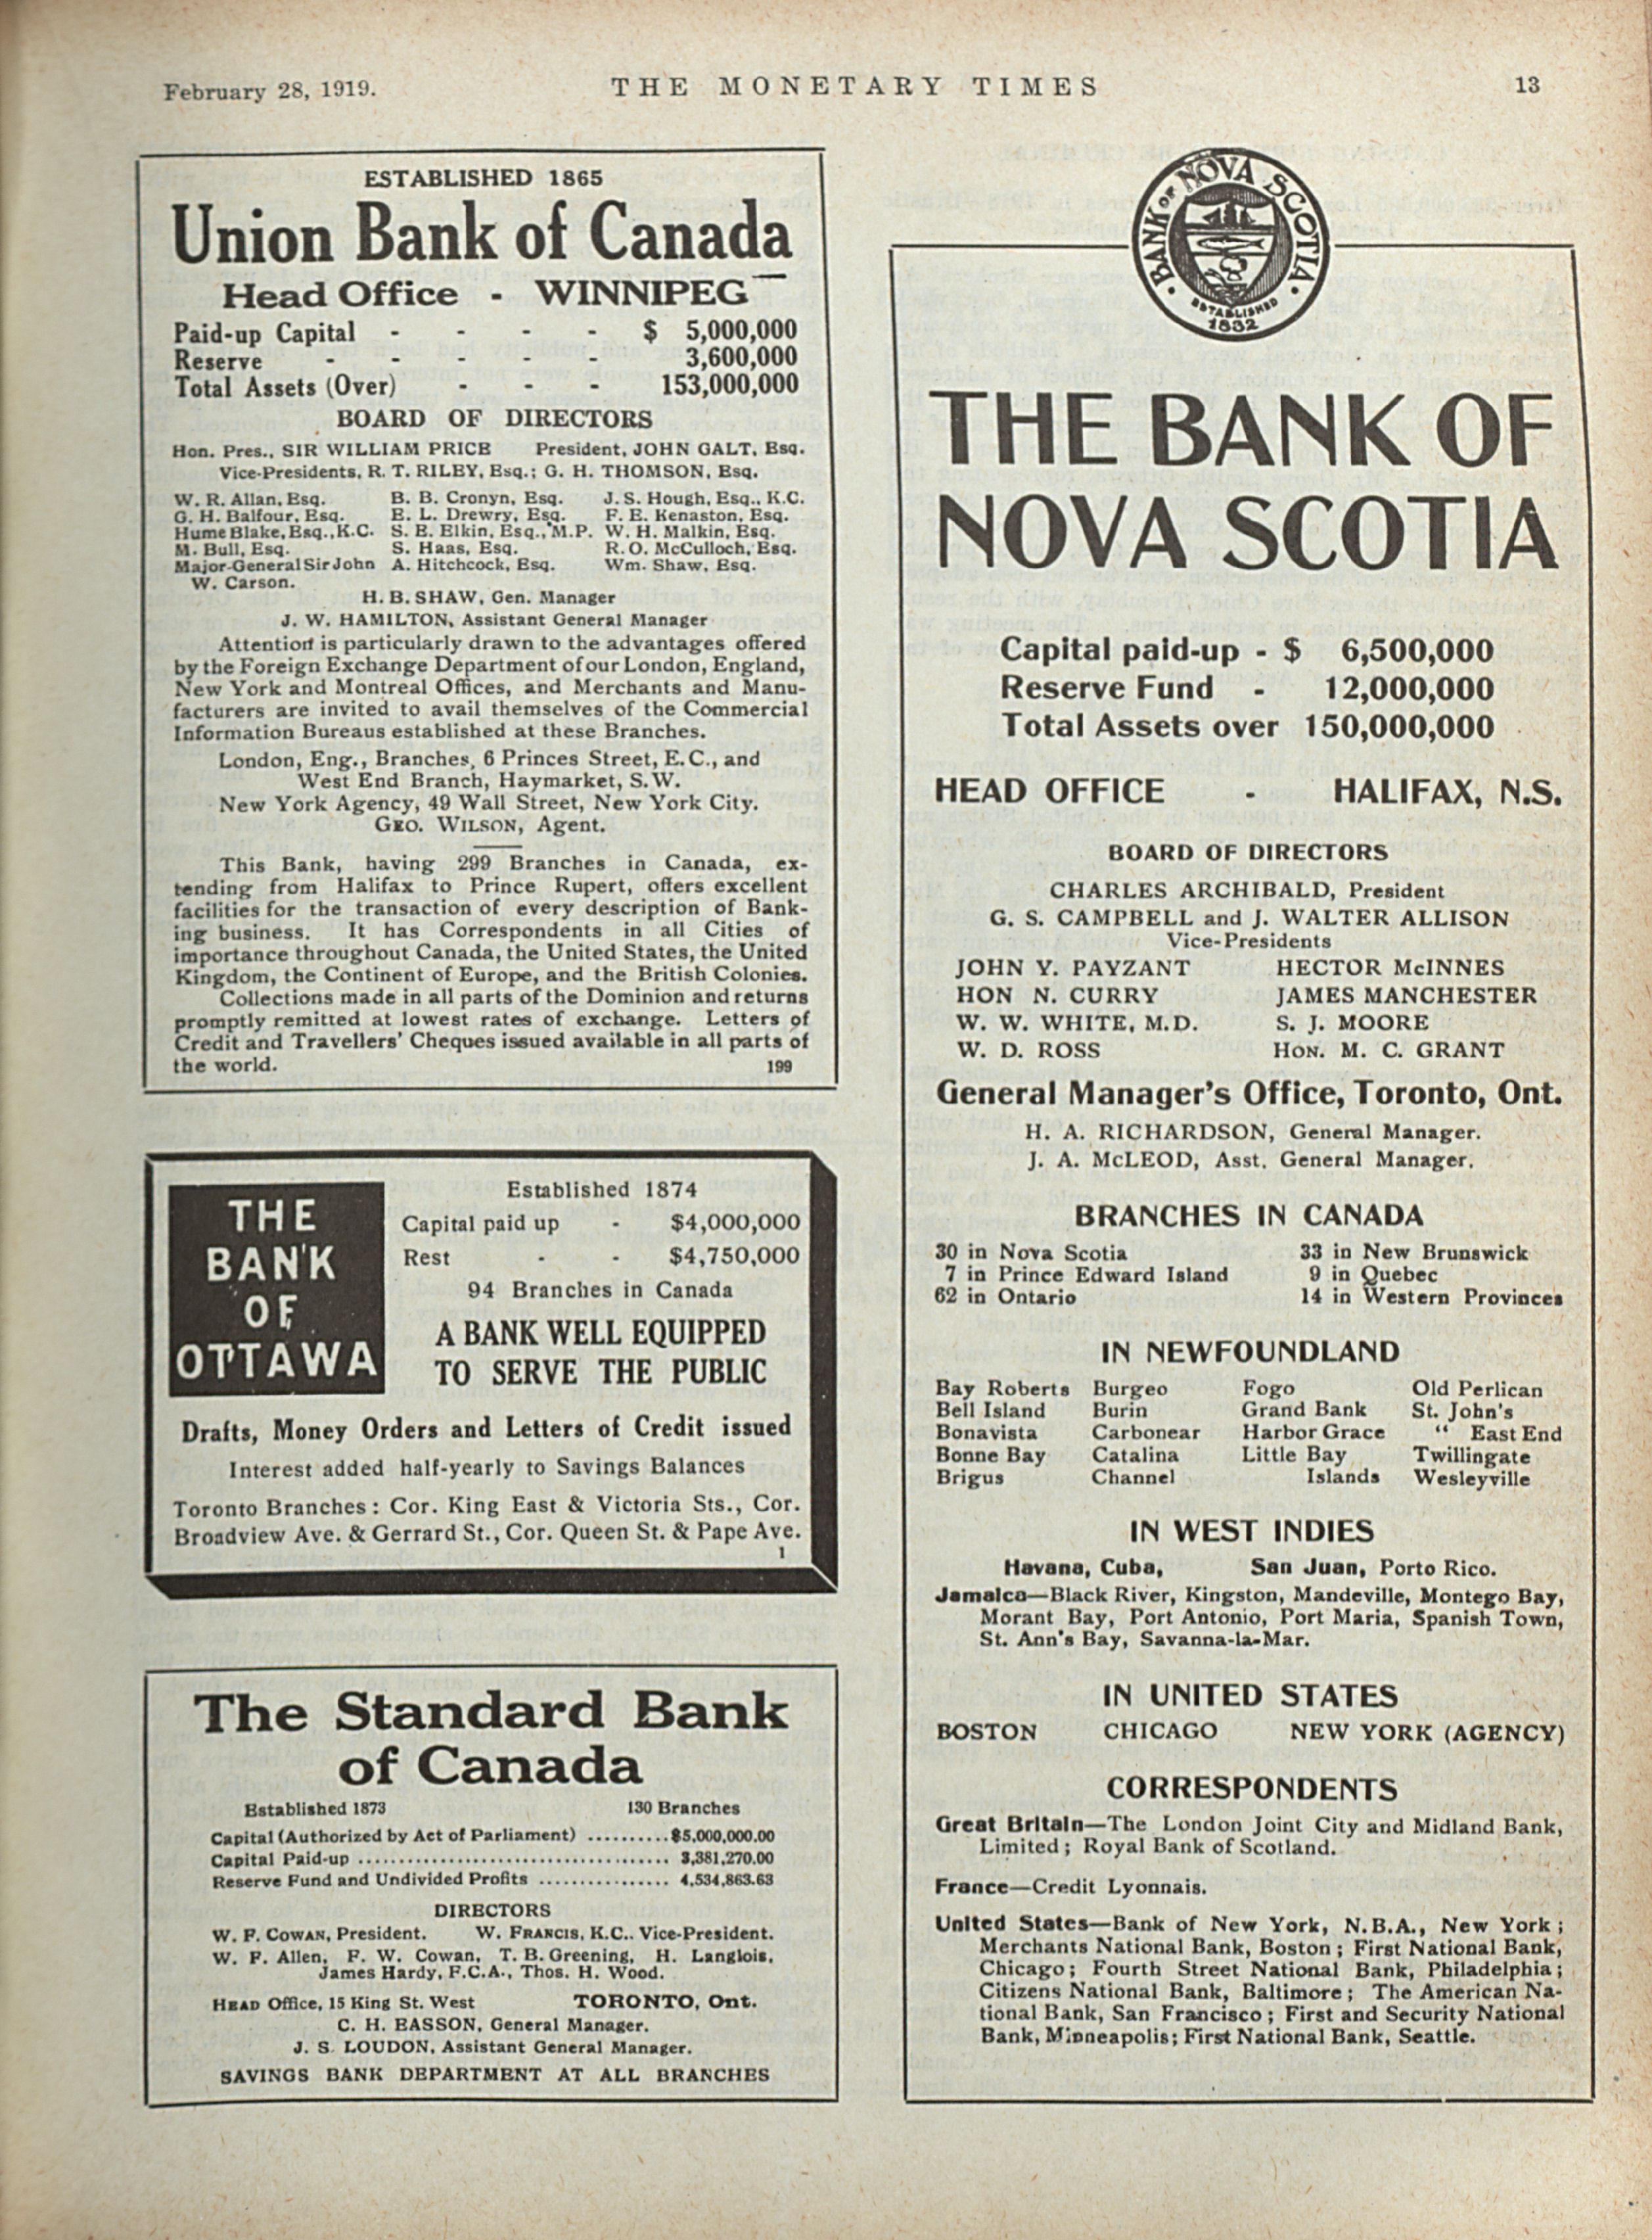 February 28, 1919.
THE MONETARY TIMES
13
ESTABLISHED 1865
Union Bank of Canada
Head Office - WINNIPEG
Paid-up Capital - - - - $ 5,000,000
Reserve - - - - - 3,600,000
Total Assets (Over) - - - 153,000,000
BOARD OF DIRECTORS
Hon. Pres., SIR WILLIAM PRICE President, JOHN GALT, Esq.
Vice-Presidents, R. T. RILEY, Esq.; G. H. THOMSON, Esq.
W. R. Allan, Esq. B. B. Cronyn, Esq. J. S. Hough, Esq., K.C.
G. H. Balfour, Esq. E. L. Drewry, Esq. F. E. Kenaston, Esq.
Hume Blake, Esq., K.C. S. E. Elkin, Esq., M.P. W. H. Malkin, Esq.
M. Bull, Esq. S. Haas, Esq. R. O. McCulloch, Esq.
Major-General Sir John A. Hitchcock, Esq. Wm. Shaw, Esq.
W. Carson.
H. B. SHAW, Gen. Manager
J. W. HAMILTON, Assistant General Manager
Attention is particularly drawn to the advantages offered
by the Foreign Exchange Department of our London, England,
New York and Montreal Offices, and Merchants and Manu-
facturers are invited to avail themselves of the Commercial
Information Bureaus established at these Branches.
London, Eng., Branches, 6 Princes Street, E.C., and
West End Branch, Haymarket, S.W.
New York Agency, 49 Wall Street, New York City.
GEO. WILSON, Agent.
This Bank, having 299 Branches in Canada, ex-
tending from Halifax to Prince Rupert, offers excellent
facilities for the transaction of every description of Bank-
ing business. It has Correspondents in all Cities of
importance throughout Canada, the United States, the United
Kingdom, the Continent of Europe, and the British Colonies.
Collections made in all parts of the Dominion and returns
promptly remitted at lowest rates of exchange. Letters of
Credit and Travellers' Cheques issued available in all parts of
the world. 199
THE
BANK
OF
OTTAWA
Established 1874
Capital paid up - $4,000,000
Rest - - $4,750,000
94 Branches in Canada
A BANK WELL EQUIPPED
TO SERVE THE PUBLIC
Drafts, Money Orders and Letters of Credit issued
Interest added half-yearly to Savings Balances
Toronto Branches: Cor. King East & Victoria Sts., Cor.
Broadview Ave. & Gerrard St., Cor. Queen St. & Pape Ave.
1
The Standard Bank
of Canada
Established 1873 130 Branches
Capital (Authorized by Act of Parliament) ..........$5,000,000.00
Capital Paid-up ....................................... 3,381,270.00
Reserve Fund and Undivided Profits ................ 4,534,863.63
DIRECTORS
W. F. COWAN, President. W. FRANCIS, K.C., Vice-President.
W. F. Allen, F. W. Cowan, T. B. Greening, H. Langlois,
James Hardy, F.C.A., Thos. H. Wood.
HEAD Office, 15 King St. West TORONTO, Ont.
C. H. EASSON, General Manager.
J. S. LOUDON, Assistant General Manager.
SAVINGS BANK DEPARTMENT AT ALL BRANCHES
BANK OF NOVA SCOTIA
ESTABLISHED
1832
THE BANK OF
NOVA SCOTIA
Capital paid-up - $ 6,500,000
Reserve Fund - 12,000,000
Total Assets over 150,000,000
HEAD OFFICE - HALIFAX, N.S.
BOARD OF DIRECTORS
CHARLES ARCHIBALD, President
G. S. CAMPBELL and J. WALTER ALLISON
Vice-Presidents
JOHN Y. PAYZANT HECTOR McINNES
HON N. CURRY JAMES MANCHESTER
W. W. WHITE, M.D. S. J. MOORE
W. D. ROSS HON. M. C. GRANT
General Manager's Office, Toronto, Ont.
H. A. RICHARDSON, General Manager.
J. A. McLEOD, Asst. General Manager.
BRANCHES IN CANADA
30 in Nova Scotia 33 in New Brunswick
7 in Prince Edward Island 9 in Quebec
62 in Ontario 14 in Western Provinces
IN NEWFOUNDLAND
Bay Roberts Burgeo Fogo Old Perlican
Bell Island Burin Grand Bank St. John's
Bonavista Carbonear Harbor Grace " East End
Bonne Bay Catalina Little Bay Twillingate
Brigus Channel Islands Wesleyville
IN WEST INDIES
Havana, Cuba, San Juan, Porto Rico.
Jamaica—Black River, Kingston, Mandeville, Montego Bay,
Morant Bay, Port Antonio, Port Maria, Spanish Town,
St. Ann's Bay, Savanna-la-Mar.
IN UNITED STATES
BOSTON CHICAGO NEW YORK (AGENCY)
CORRESPONDENTS
Great Britain—The London Joint City and Midland Bank,
Limited; Royal Bank of Scotland.
France—Credit Lyonnais.
United States—Bank of New York, N.B.A., New York;
Merchants National Bank, Boston; First National Bank,
Chicago; Fourth Street National Bank, Philadelphia;
Citizens National Bank, Baltimore; The American Na-
tional Bank, San Francisco; First and Security National
Bank, Minneapolis; First National Bank, Seattle.